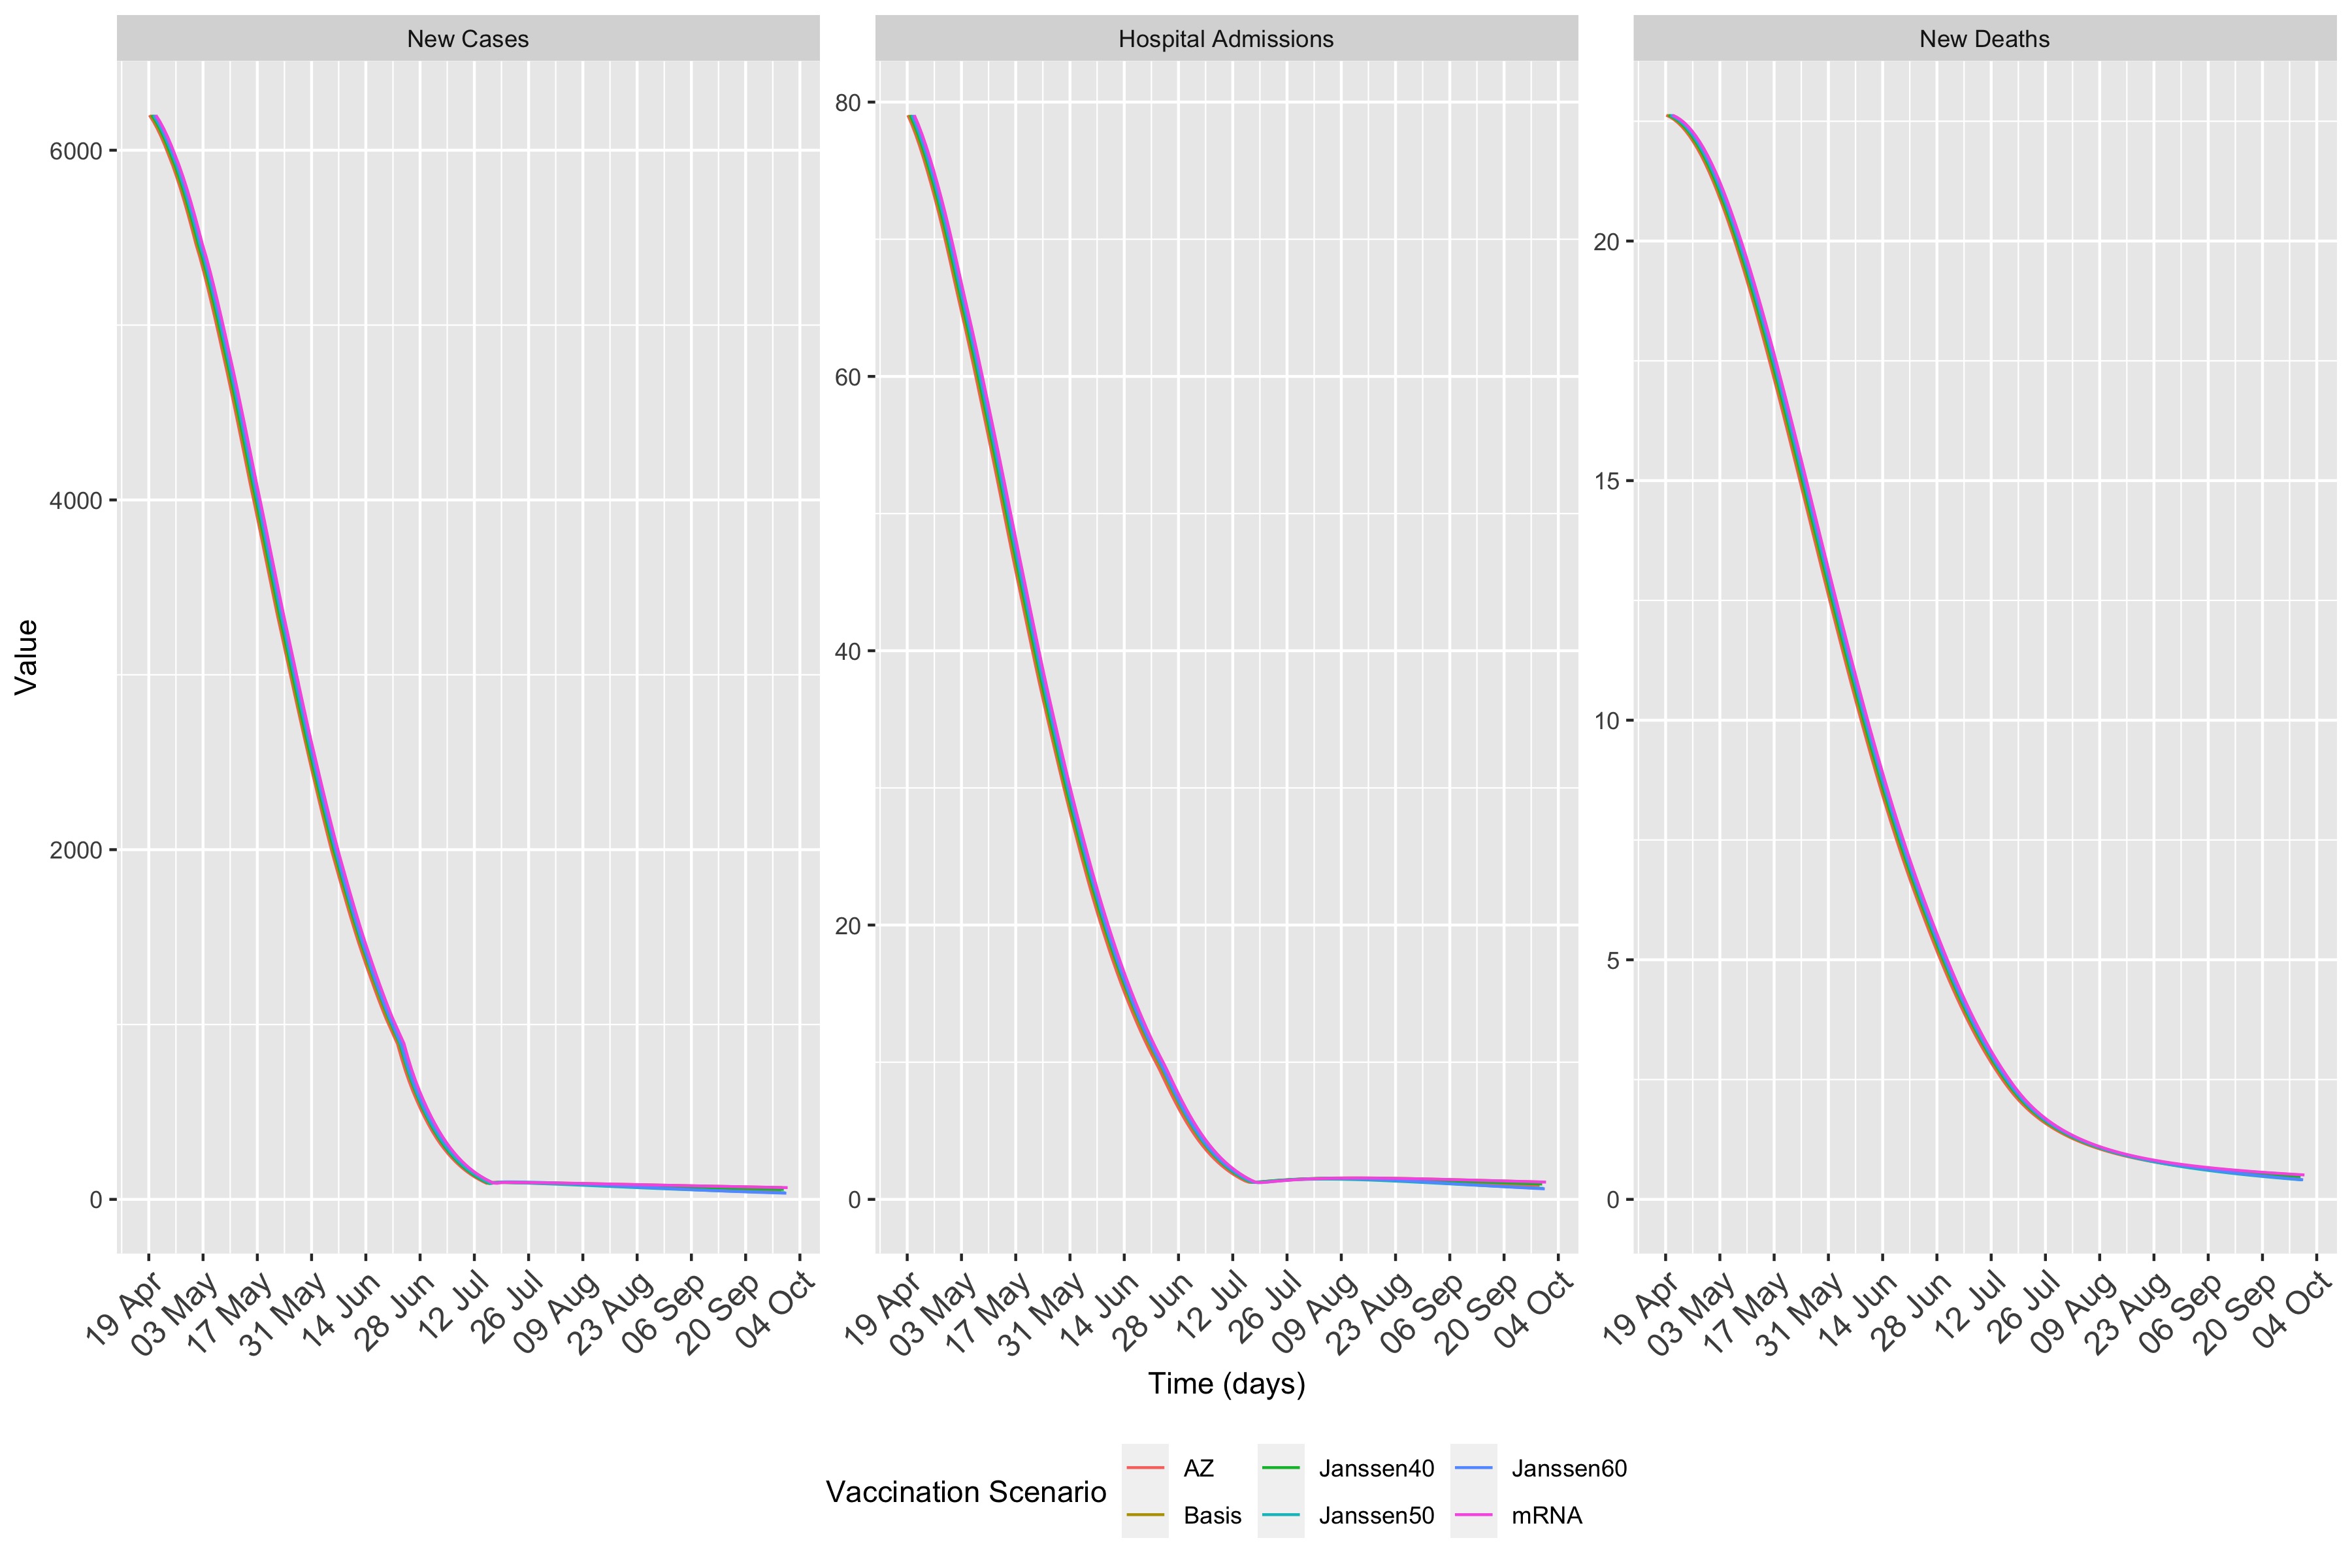 New Cases
Hospital Admissions
New Deaths
Value
6000
4000
2000
0
80
60
40
20
0
20
15
10
5
0
19 Apr
03 May
17 May
31 May
14 Jun
28 Jun
12 Jul
26 Jul
09 Aug
23 Aug
06 Sep
20 Sep
04 Oct
19 Apr
03 May
17 May
31 May
14 Jun
28 Jun
12 Jul
26 Jul
09 Aug
23 Aug
06 Sep
20 Sep
04 Oct
19 Apr
03 May
17 May
31 May
14 Jun
28 Jun
12 Jul
26 Jul
09 Aug
23 Aug
06 Sep
20 Sep
04 Oct
Time (days)
Vaccination Scenario
AZ
Janssen40
Janssen60
Basis
Janssen50
mRNA